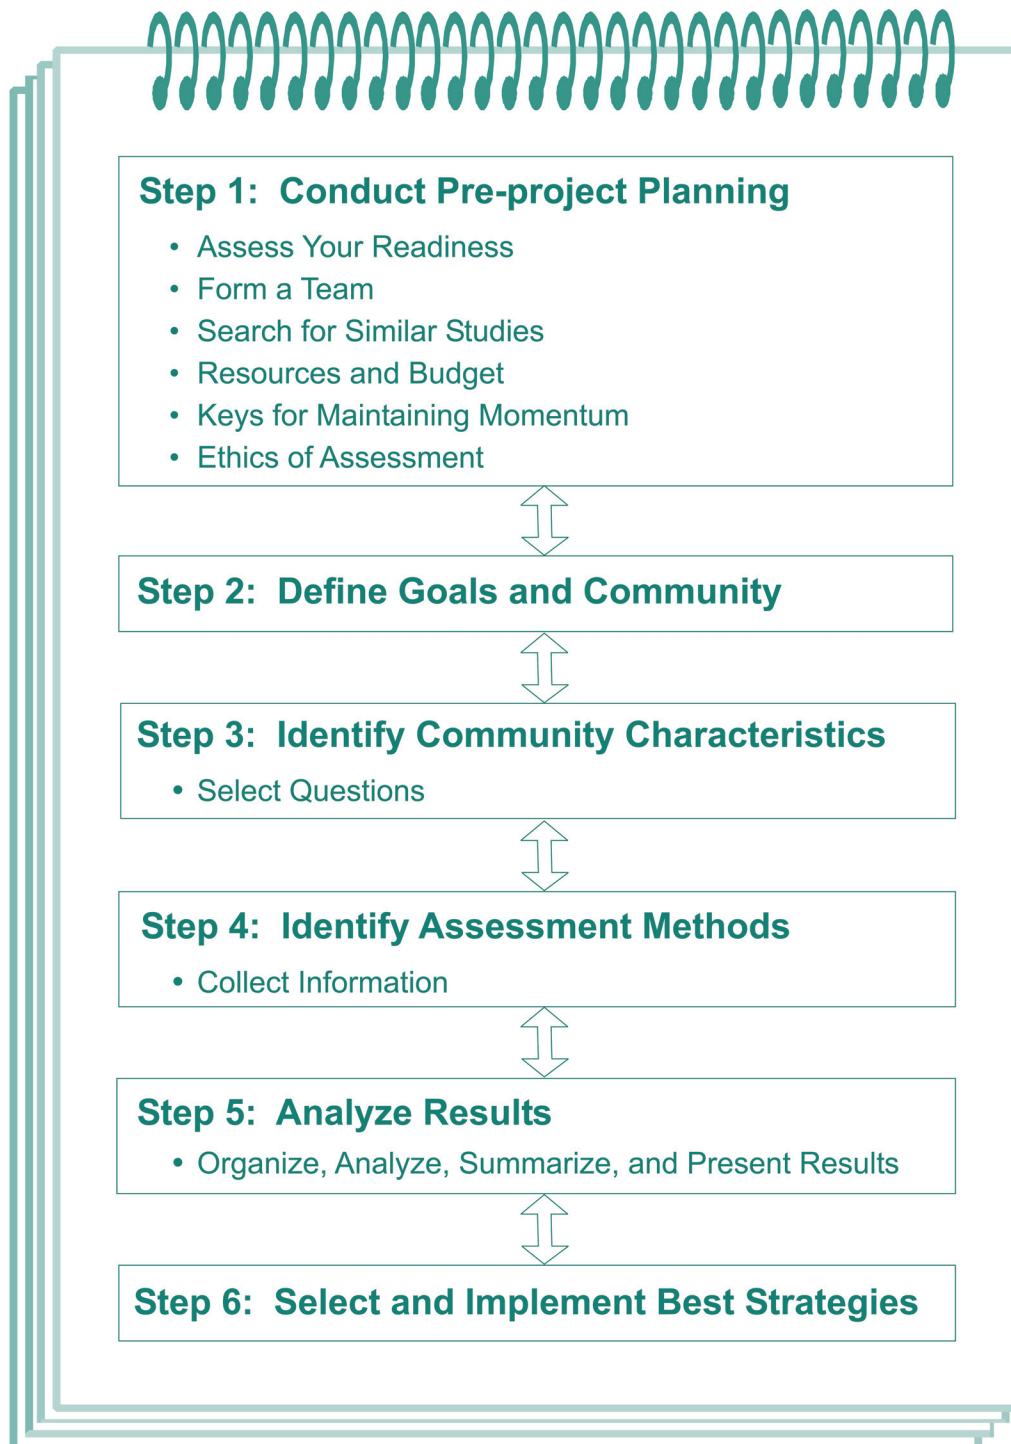 Step 1: Conduct Pre-project Planning
• Assess Your Readiness
• Form a Team
• Search for Similar Studies
• Resources and Budget
• Keys for Maintaining Momentum
• Ethics of Assessment
Step 2: Define Goals and Community
Step 3: Identify Community Characteristics
• Select Questions
Step 4: Identify Assessment Methods
• Collect Information
Step 5: Analyze Results
• Organize, Analyze, Summarize, and Present Results
Step 6: Select and Implement Best Strategies